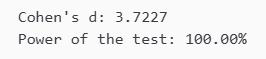 Cohen's d: 3.7227
Power of the test: 100.00%